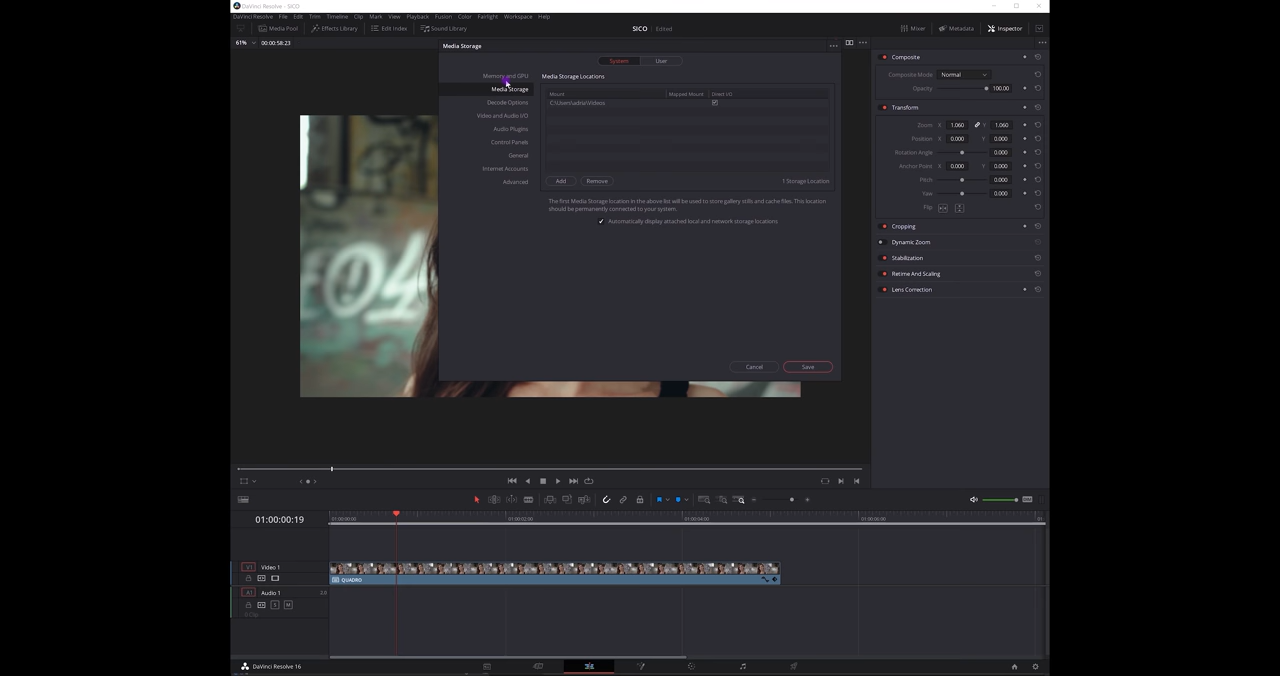 DaVinci Resolve - SICO
DaVinci Resolve File Edit Trim Timeline Clip Mark View Playback Fusion Color Fairlight Workspace Help
Media Pool Effects Library Edit Index Sound Library SICO Edited Mixer Metadata Inspector
61% 00:00:58:23
Media Storage
System User
Memory and GPU
Media Storage
Decode Options
Video and Audio I/O
Audio Plugins
Control Panels
General
Internet Accounts
Advanced
Media Storage Locations
Mount Mapped Mount Direct I/O
C:\Users\adria\Videos
Add Remove 1 Storage Location
The first Media Storage location in the above list will be used to store gallery stills and cache files. This location
should be permanently connected to your system.
Automatically display attached local and network storage locations
Cancel Save
Composite
Composite Mode Normal
Opacity 100.00
Transform
Zoom X 1.060 Y 1.060
Position X 0.000 Y 0.000
Rotation Angle 0.000
Anchor Point X 0.000 Y 0.000
Pitch 0.000
Yaw 0.000
Flip
Cropping
Dynamic Zoom
Stabilization
Retime And Scaling
Lens Correction
01:00:00:19
01:00:00:00 01:00:02:00 01:00:04:00 01:00:06:00
V1 Video 1
QUADRO
A1 Audio 1 2.0
S M
DaVinci Resolve 16